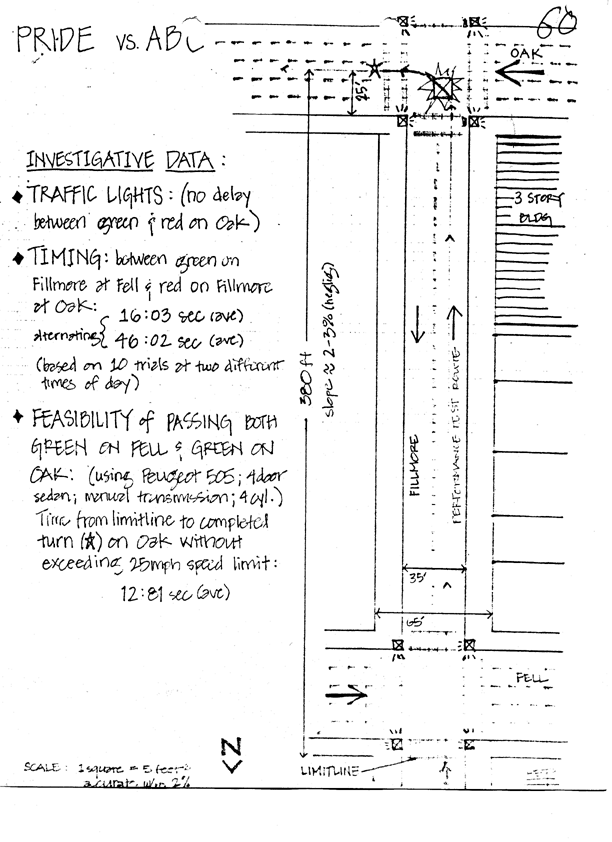 60
PRIDE vs. ABC
OAK
25'
INVESTIGATIVE DATA:
♦ TRAFFIC LIGHTS: (no delay
between green & red on Oak)
3 STORY
BLDG
♦ TIMING: between green on
Fillmore at Fell & red on Fillmore
at Oak:
16:03 sec (ave)
alternating
46:02 sec (ave)
(based on 10 trials at two different
times of day)
380 ft
slope ≈ 2-3% (neglig)
♦ FEASIBILITY of PASSING BOTH
GREEN ON FELL & GREEN ON
OAK: (using Peugeot 505; 4door
sedan; manual transmission; 4cyl.)
Time from limitline to completed
turn (☆) on Oak without
exceeding 25mph speed limit:
12:81 sec (ave)
FILLMORE
PERFORMANCE TEST ROUTE
35'
65'
FELL
N
SCALE: 1 square = 5 feet
acurate w/in 2%
LIMITLINE